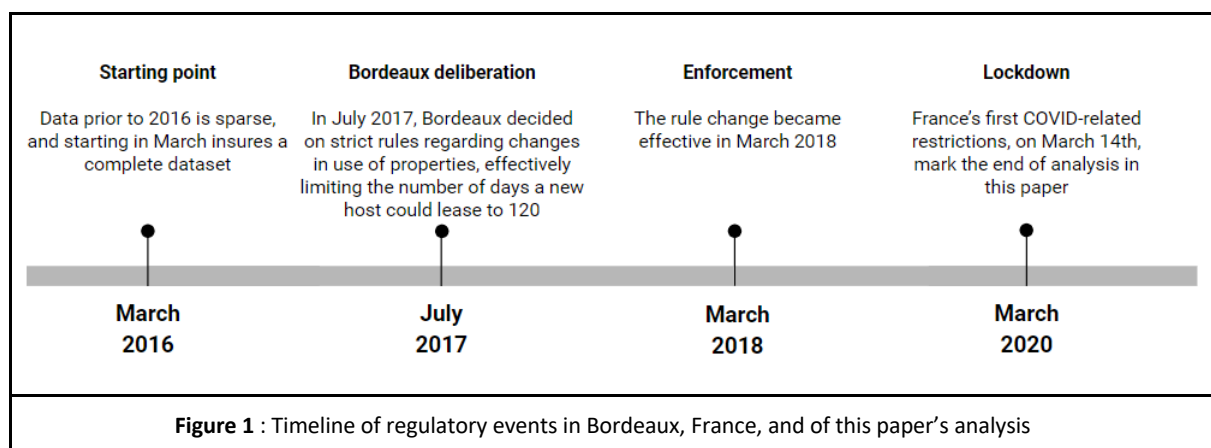 Starting point
Data prior to 2016 is sparse,
and starting in March insures a
complete dataset
Bordeaux deliberation
In July 2017, Bordeaux decided
on strict rules regarding changes
in use of properties, effectively
limiting the number of days a new
host could lease to 120
Enforcement
The rule change became
effective in March 2018
Lockdown
France's first COVID-related
restrictions, on March 14th,
mark the end of analysis in
this paper
March
2016
July
2017
March
2018
March
2020
Figure 1 : Timeline of regulatory events in Bordeaux, France, and of this paper's analysis